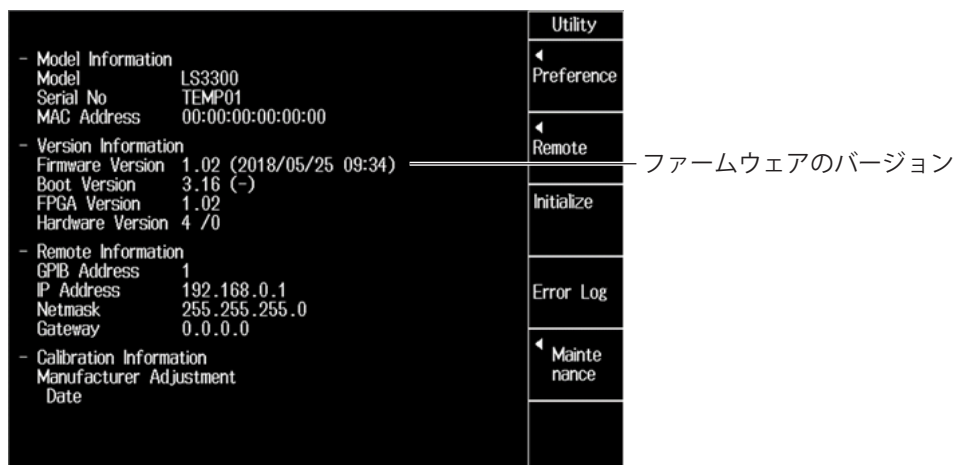 Utility
- Model Information
Model LS3300
Serial No TEMP01
MAC Address 00:00:00:00:00:00
- Version Information
Firmware Version 1.02 (2018/05/25 09:34)
Boot Version 3.16 (-)
FPGA Version 1.02
Hardware Version 4 /0
- Remote Information
GPIB Address 1
IP Address 192.168.0.1
Netmask 255.255.255.0
Gateway 0.0.0.0
- Calibration Information
Manufacturer Adjustment
Date
Preference
Remote
Initialize
Error Log
Mainte
nance
ファームウェアのバージョン